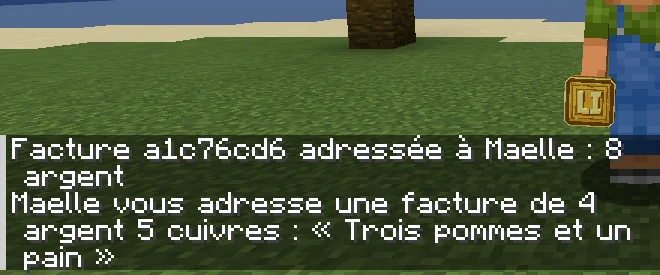 LI
Facture a1c76cd6 adressée à Maelle : 8
argent
Maelle vous adresse une facture de 4
argent 5 cuivres : « Trois pommes et un
pain »